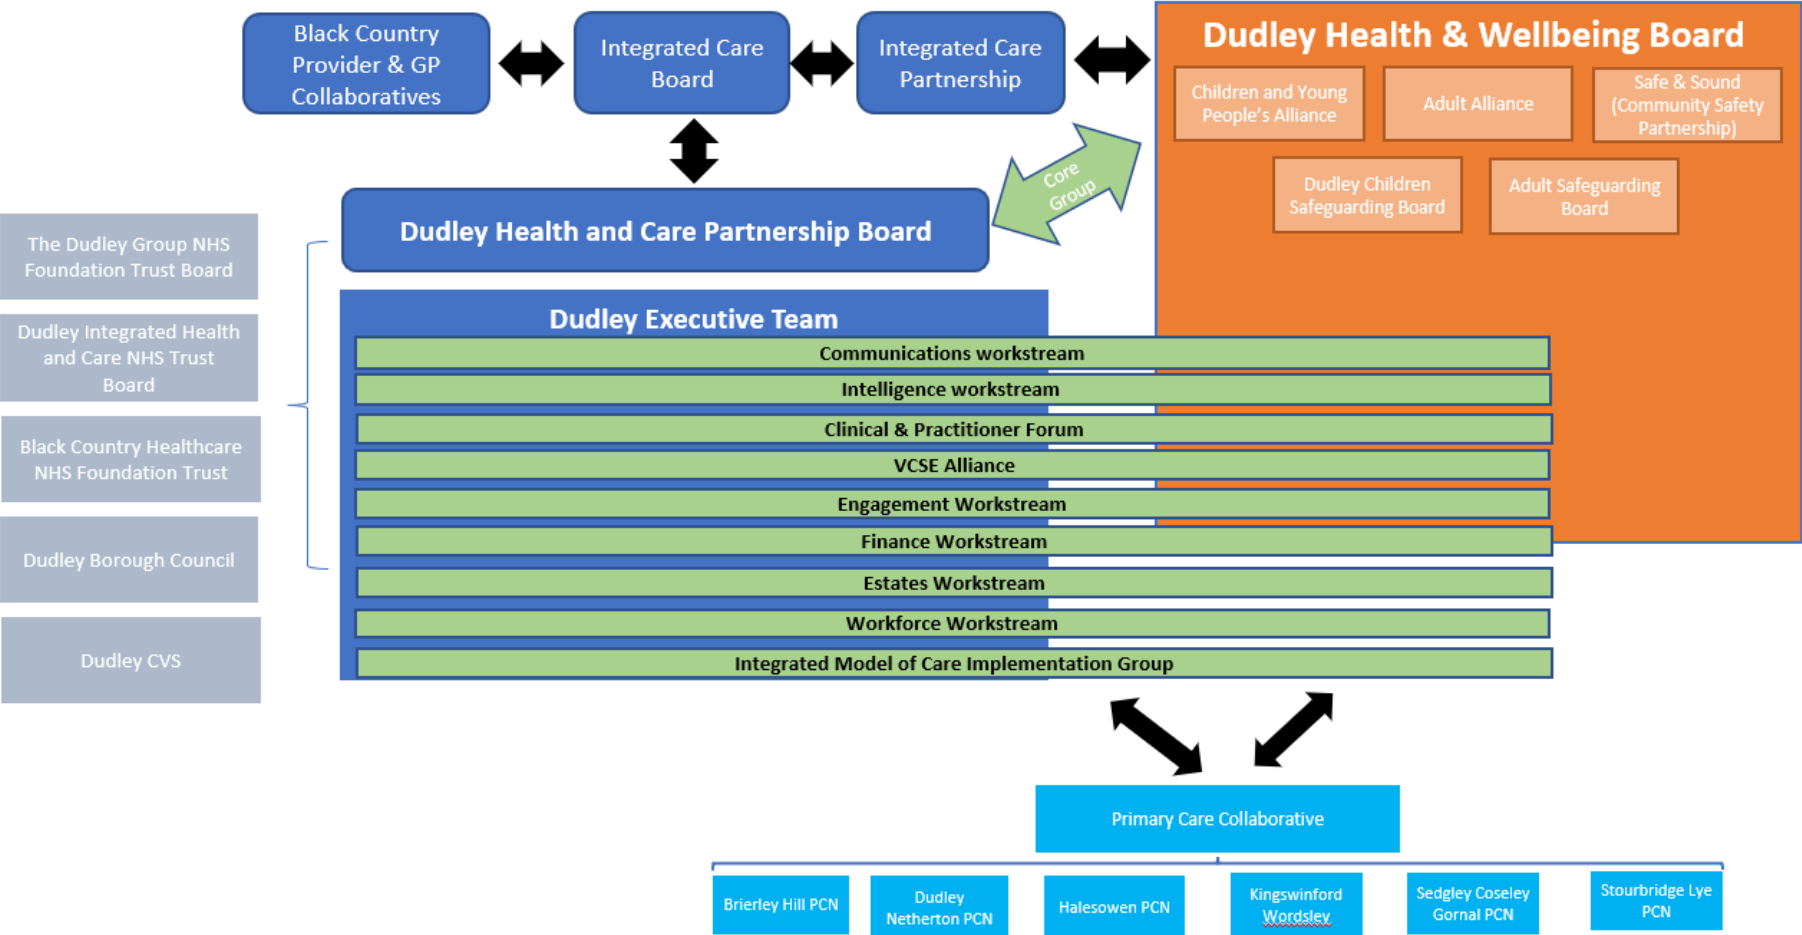 Black Country
Provider & GP
Collaboratives
Integrated Care
Board
Integrated Care
Partnership
Dudley Health & Wellbeing Board
Children and Young
People's Alliance
Adult Alliance
Safe & Sound
(Community Safety
Partnership)
Dudley Children
Safeguarding Board
Adult Safeguarding
Board
Core
Group
Dudley Health and Care Partnership Board
The Dudley Group NHS
Foundation Trust Board
Dudley Integrated Health
and Care NHS Trust
Board
Black Country Healthcare
NHS Foundation Trust
Dudley Borough Council
Dudley CVS
Dudley Executive Team
Communications workstream
Intelligence workstream
Clinical & Practitioner Forum
VCSE Alliance
Engagement Workstream
Finance Workstream
Estates Workstream
Workforce Workstream
Integrated Model of Care Implementation Group
Primary Care Collaborative
Brierley Hill PCN
Dudley
Netherton PCN
Halesowen PCN
Kingswinford
Wordsley
Sedgley Coseley
Gornal PCN
Stourbridge Lye
PCN